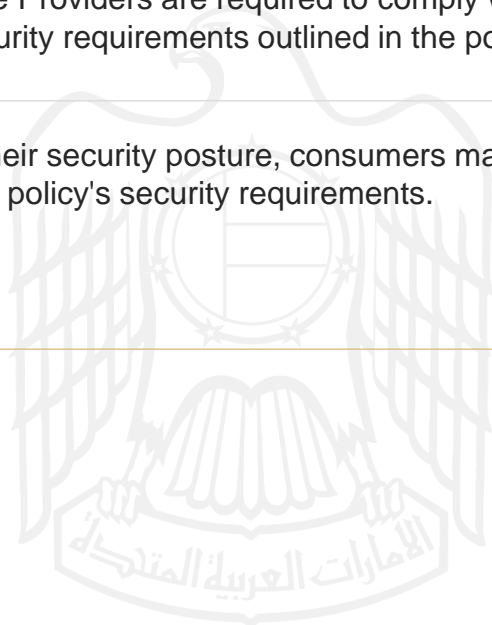 Providers are required to comply
urity requirements outlined in the po
eir security posture, consumers ma
policy's security requirements.
الإمارات العربية المتحدة